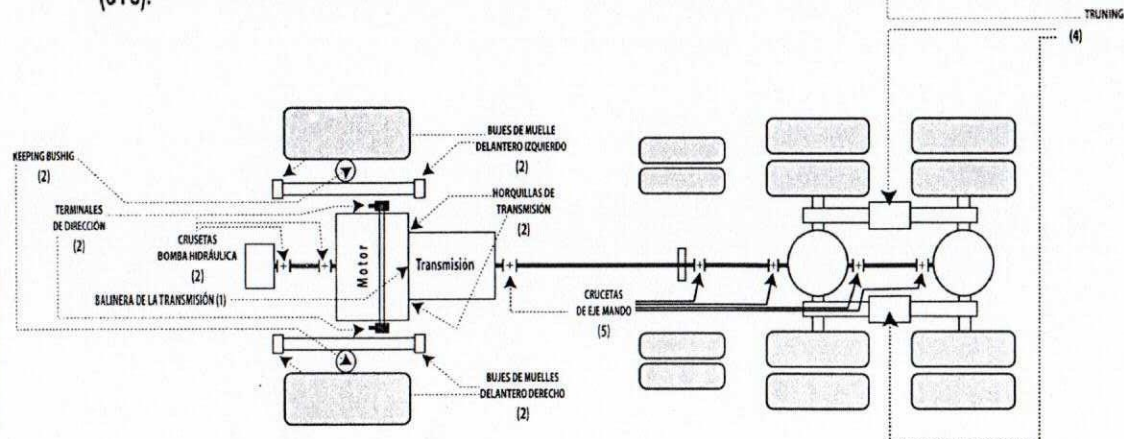 (STS).
TRUNING
(4)
BUJES DE MUELLE
DELANTERO IZQUIERDO
(2)
KEEPING BUSHIG
(2)
HORQUILLAS DE
TRANSMISIÓN
(2)
TERMINALES
DE DIRECCIÓN
(2)
CRUSETAS
BOMBA HIDRÁULICA
(2)
Motor
Transmisión
BALINERA DE LA TRANSMISIÓN (1)
CRUCETAS
DE EJE MANDO
(5)
BUJES DE MUELLES
DELANTERO DERECHO
(2)